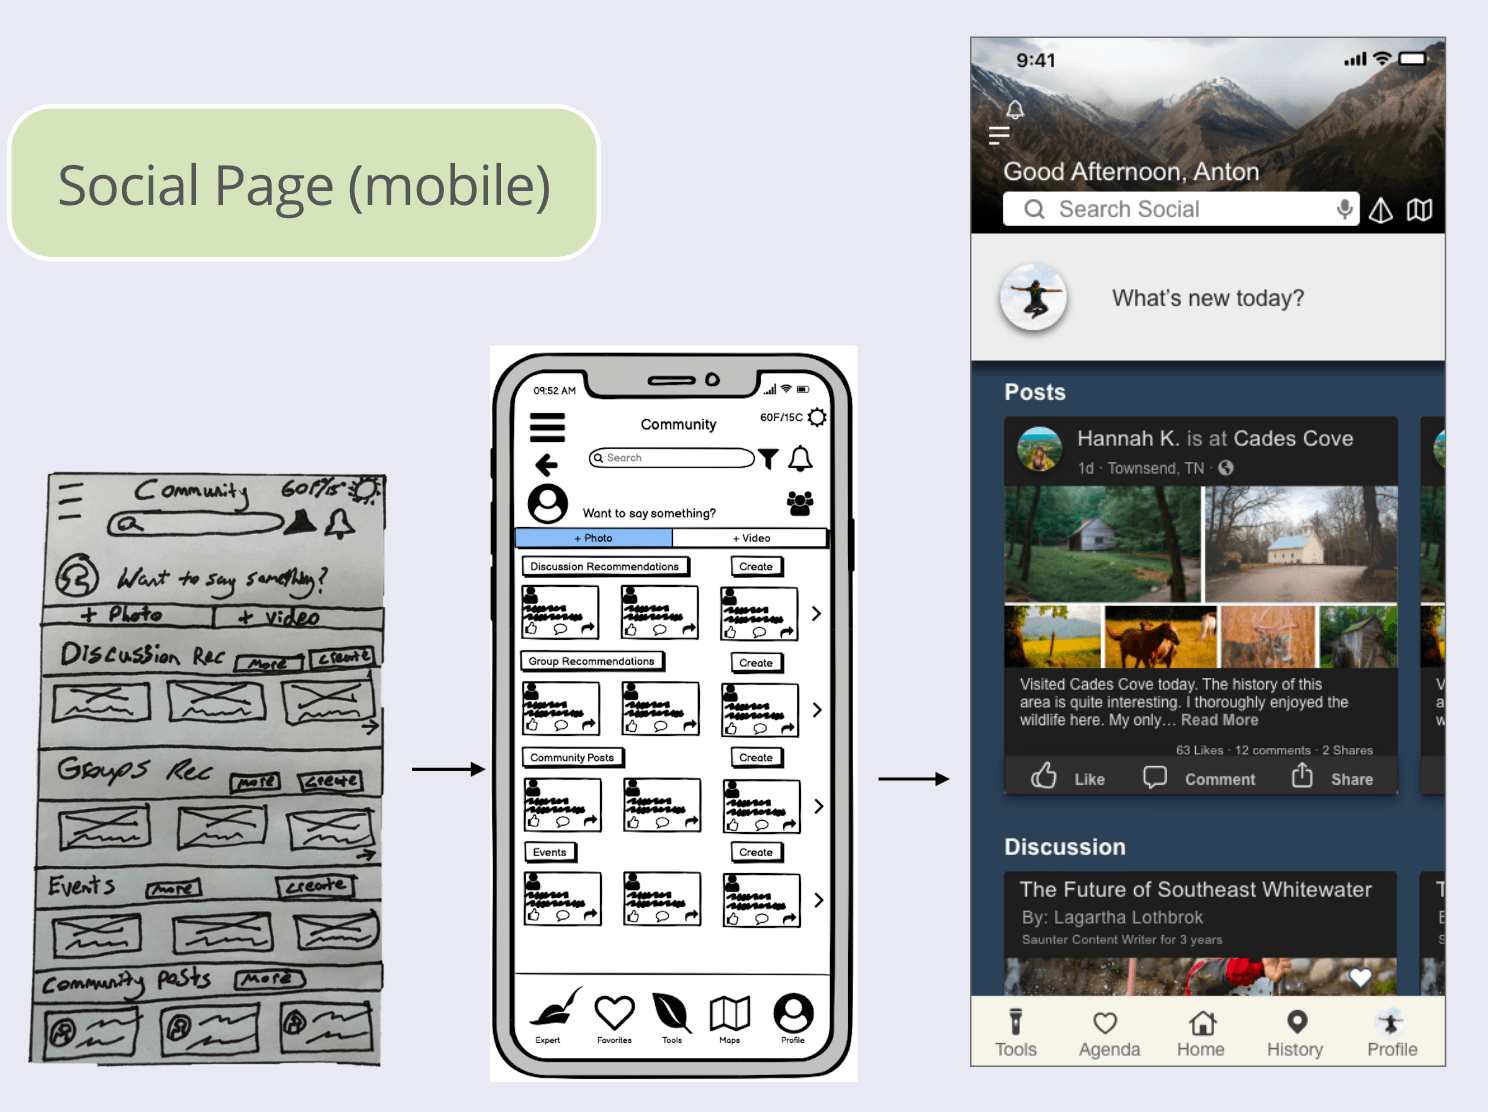 Social Page (mobile)
Community 60F/15°
Want to say something?
+ Photo + video
Discussion Rec More Create
Groups Rec More Create
Events More Create
Community Posts More
09:52 AM
Community 60F/15C
Search
Want to say something?
+ Photo + Video
Discussion Recommendations Create
Group Recommendations Create
Community Posts Create
Events Create
Expert Favorites Tools Maps Profile
9:41
Good Afternoon, Anton
Search Social
What's new today?
Posts
Hannah K. is at Cades Cove
1d · Townsend, TN ·
Visited Cades Cove today. The history of this
area is quite interesting. I thoroughly enjoyed the
wildlife here. My only... Read More
V
a
w
63 Likes · 12 comments · 2 Shares
Like Comment Share
Discussion
The Future of Southeast Whitewater
By: Lagartha Lothbrok
Saunter Content Writer for 3 years
T
E
S
Tools Agenda Home History Profile